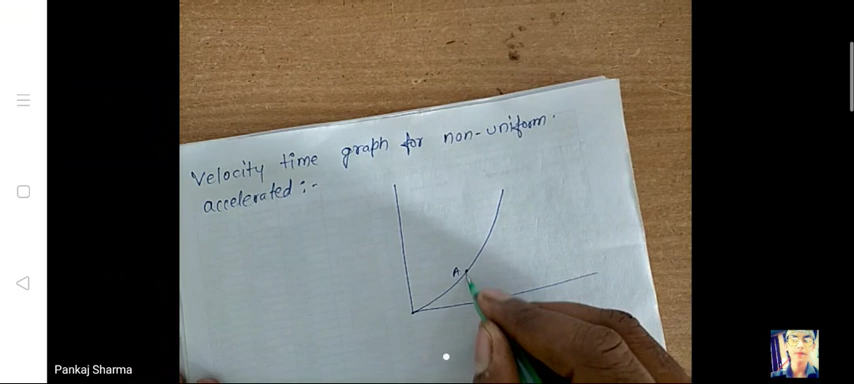 Velocity time graph for non-uniform.
accelerated :-
A
Pankaj Sharma